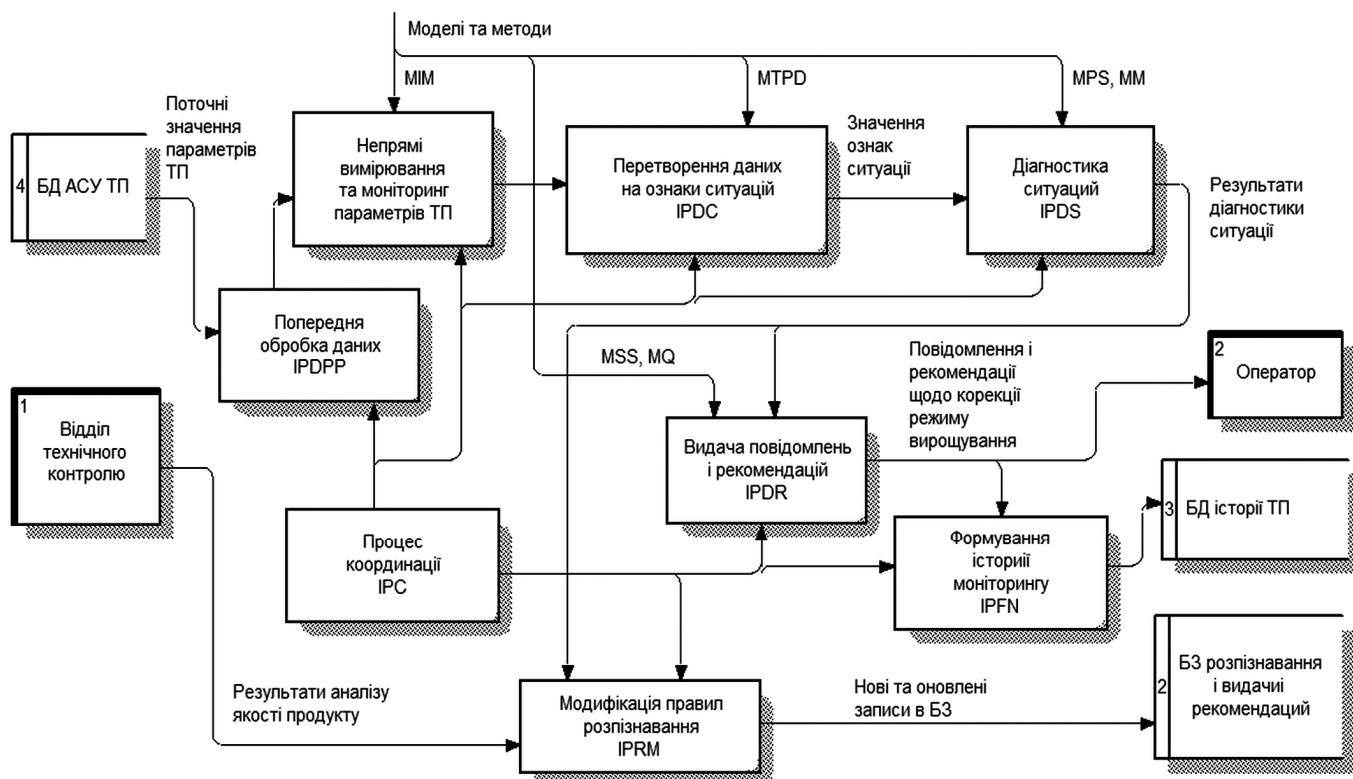 Моделі та методи
MIM
MTPD
MPS, MM
Поточні
значення
параметрів
ТП
4
БД АСУ ТП
Непрямі
вимірювання
та моніторинг
параметрів ТП
Перетворення даних
на ознаки ситуацій
IPDC
Значення
ознак
ситуації
Діагностика
ситуаций
IPDS
Результати
діагностики
ситуації
Попередня
обробка даних
IPDPP
MSS, MQ
Повідомлення і
рекомендації
щодо корекції
режиму
вирощування
2
Оператор
1
Відділ
технічного
контролю
Видача повідомлень
і рекомендацій
IPDR
3
БД історії ТП
Процес
координації
IPC
Формування
істориії
моніторингу
IPFN
Результати аналізу
якості продукту
Модифікація правил
розпізнавання
IPRM
Нові та оновлені
записи в БЗ
2
БЗ розпізнавання
і видачиі
рекомендаций